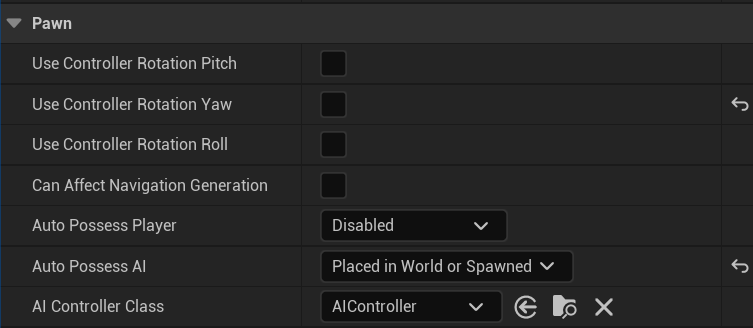 Pawn
Use Controller Rotation Pitch
Use Controller Rotation Yaw
Use Controller Rotation Roll
Can Affect Navigation Generation
Auto Possess Player Disabled
Auto Possess AI Placed in World or Spawned
AI Controller Class AIController